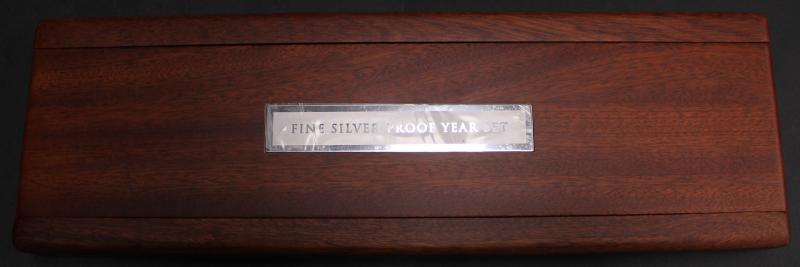 FINE SILVER PROOF YEAR SET